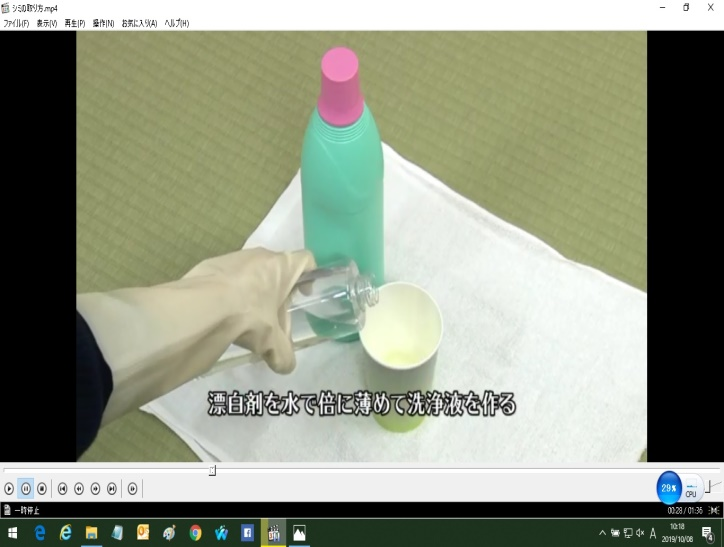 シミの取り方.mp4
ファイル(F) 表示(V) 再生(P) 操作(N) お気に入り(A) ヘルプ(H)
漂白剤を水で倍に薄めて洗浄液を作る
29%
CPU
一時停止
00:28 / 01:36
A
10:18
2019/10/08
4